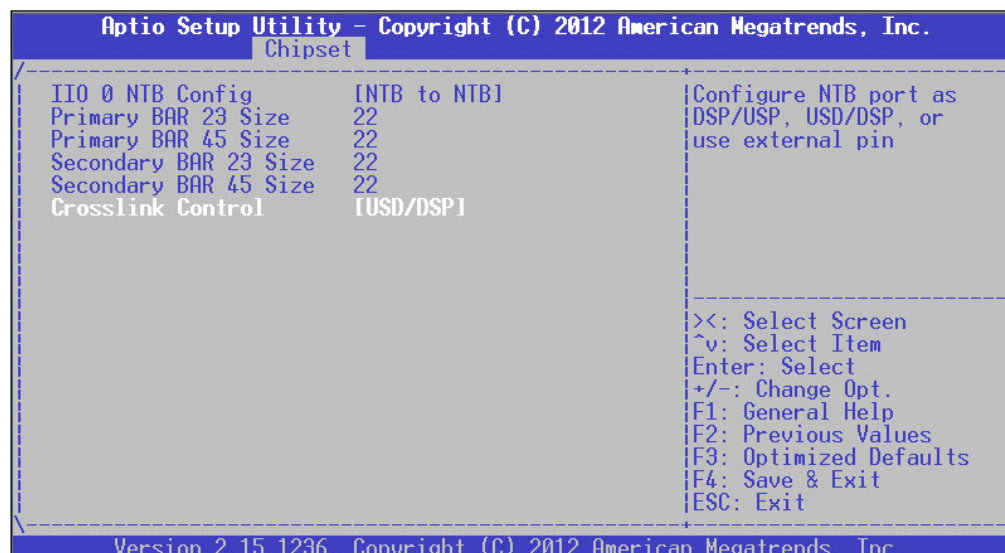 Aptio Setup Utility – Copyright (C) 2012 American Megatrends, Inc.
Chipset
IIO 0 NTB Config [NTB to NTB]
Primary BAR 23 Size 22
Primary BAR 45 Size 22
Secondary BAR 23 Size 22
Secondary BAR 45 Size 22
Crosslink Control [USD/DSP]
Configure NTB port as
DSP/USP, USD/DSP, or
use external pin
><: Select Screen
^v: Select Item
Enter: Select
+/-: Change Opt.
F1: General Help
F2: Previous Values
F3: Optimized Defaults
F4: Save & Exit
ESC: Exit
Version 2.15.1236. Copyright (C) 2012 American Megatrends, Inc.